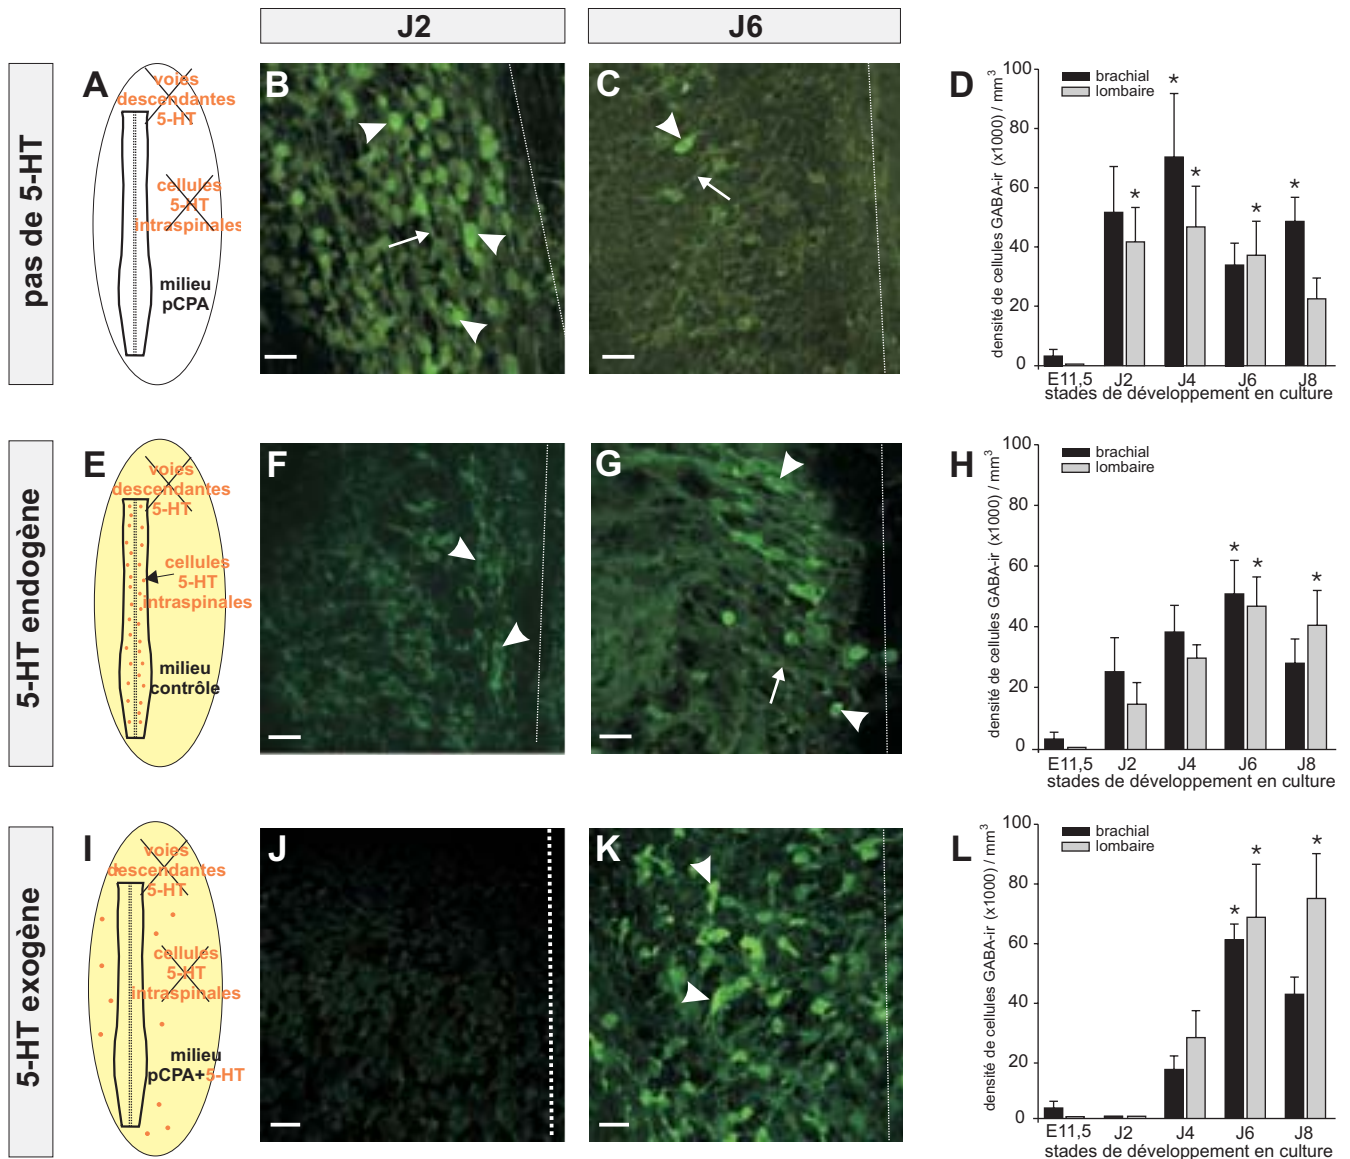 J2
J6
pas de 5-HT
A
voies
descendantes
5-HT
cellules
5-HT
intraspinales
milieu
pCPA
B
C
D
densité de cellules GABA-ir (x1000) / mm³
100
80
60
40
20
0
brachial
lombaire
*
*
*
*
*
*
E11,5
J2
J4
J6
J8
stades de développement en culture
5-HT endogène
E
voies
descendantes
5-HT
cellules
5-HT
intraspinales
milieu
contrôle
F
G
H
densité de cellules GABA-ir (x1000) / mm³
100
80
60
40
20
0
brachial
lombaire
*
*
*
E11,5
J2
J4
J6
J8
stades de développement en culture
5-HT exogène
I
voies
descendantes
5-HT
cellules
5-HT
intraspinales
milieu
pCPA+5-HT
J
K
L
densité de cellules GABA-ir (x1000) / mm³
100
80
60
40
20
0
brachial
lombaire
*
*
*
E11,5
J2
J4
J6
J8
stades de développement en culture